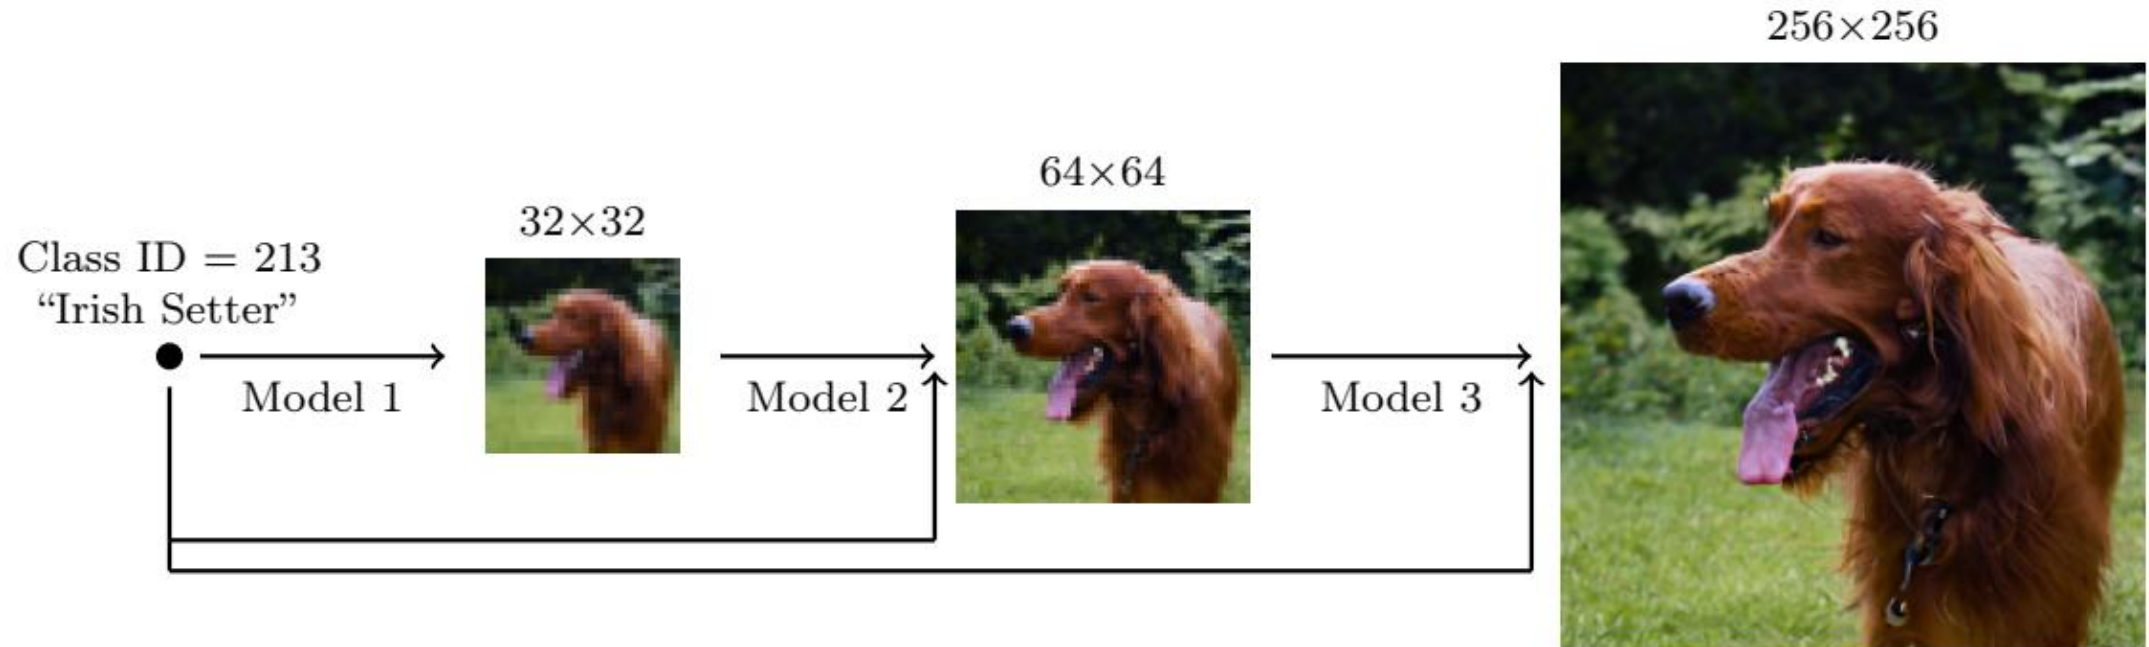 Class ID = 213
“Irish Setter”
Model 1
32×32
Model 2
64×64
Model 3
256×256